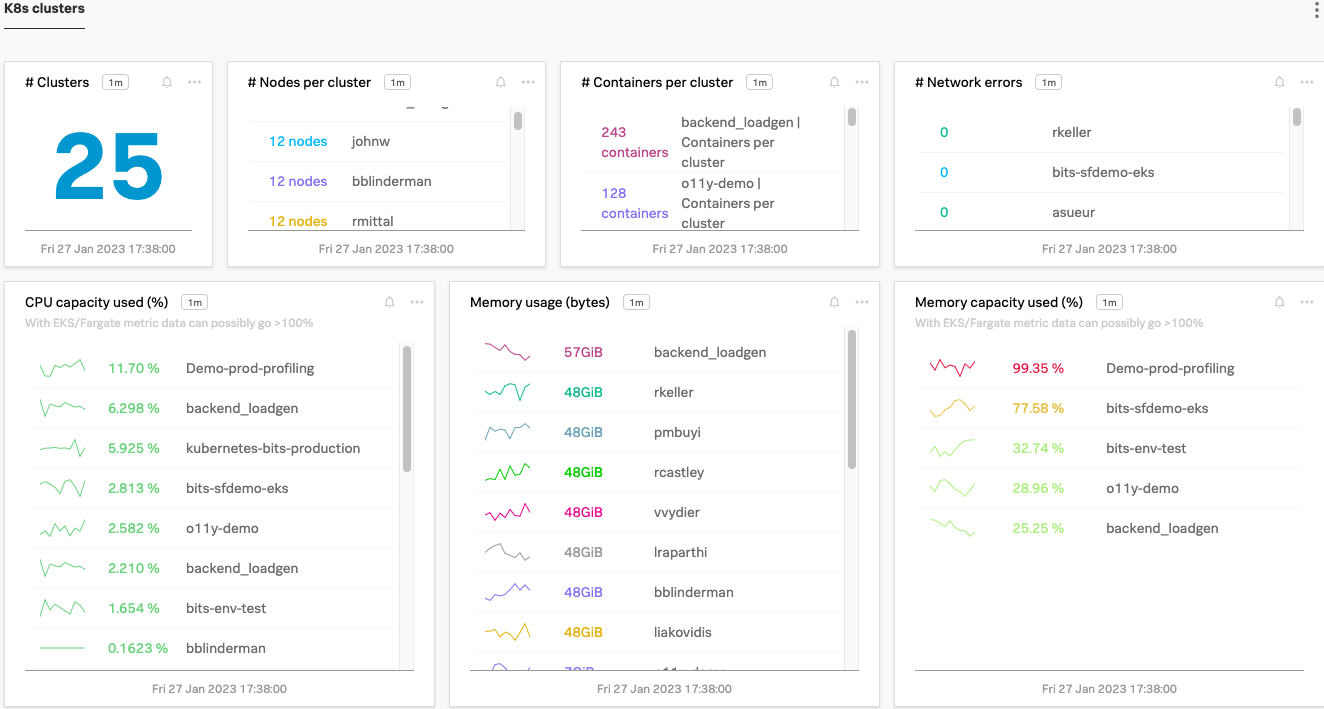 K8s clusters
# Clusters 1m
25
Fri 27 Jan 2023 17:38:00
# Nodes per cluster 1m
12 nodes johnw
12 nodes bblinderman
12 nodes rmittal
Fri 27 Jan 2023 17:38:00
# Containers per cluster 1m
243 containers backend_loadgen | Containers per cluster
128 containers o11y-demo | Containers per cluster
Fri 27 Jan 2023 17:38:00
# Network errors 1m
0 rkeller
0 bits-sfdemo-eks
0 asueur
Fri 27 Jan 2023 17:38:00
CPU capacity used (%) 1m
With EKS/Fargate metric data can possibly go >100%
11.70 % Demo-prod-profiling
6.298 % backend_loadgen
5.925 % kubernetes-bits-production
2.813 % bits-sfdemo-eks
2.582 % o11y-demo
2.210 % backend_loadgen
1.654 % bits-env-test
0.1623 % bblinderman
Fri 27 Jan 2023 17:38:00
Memory usage (bytes) 1m
57GiB backend_loadgen
48GiB rkeller
48GiB pmbuyi
48GiB rcastley
48GiB vvydier
48GiB lraparthi
48GiB bblinderman
48GiB liakovidis
Fri 27 Jan 2023 17:38:00
Memory capacity used (%) 1m
With EKS/Fargate metric data can possibly go >100%
99.35 % Demo-prod-profiling
77.58 % bits-sfdemo-eks
32.74 % bits-env-test
28.96 % o11y-demo
25.25 % backend_loadgen
Fri 27 Jan 2023 17:38:00